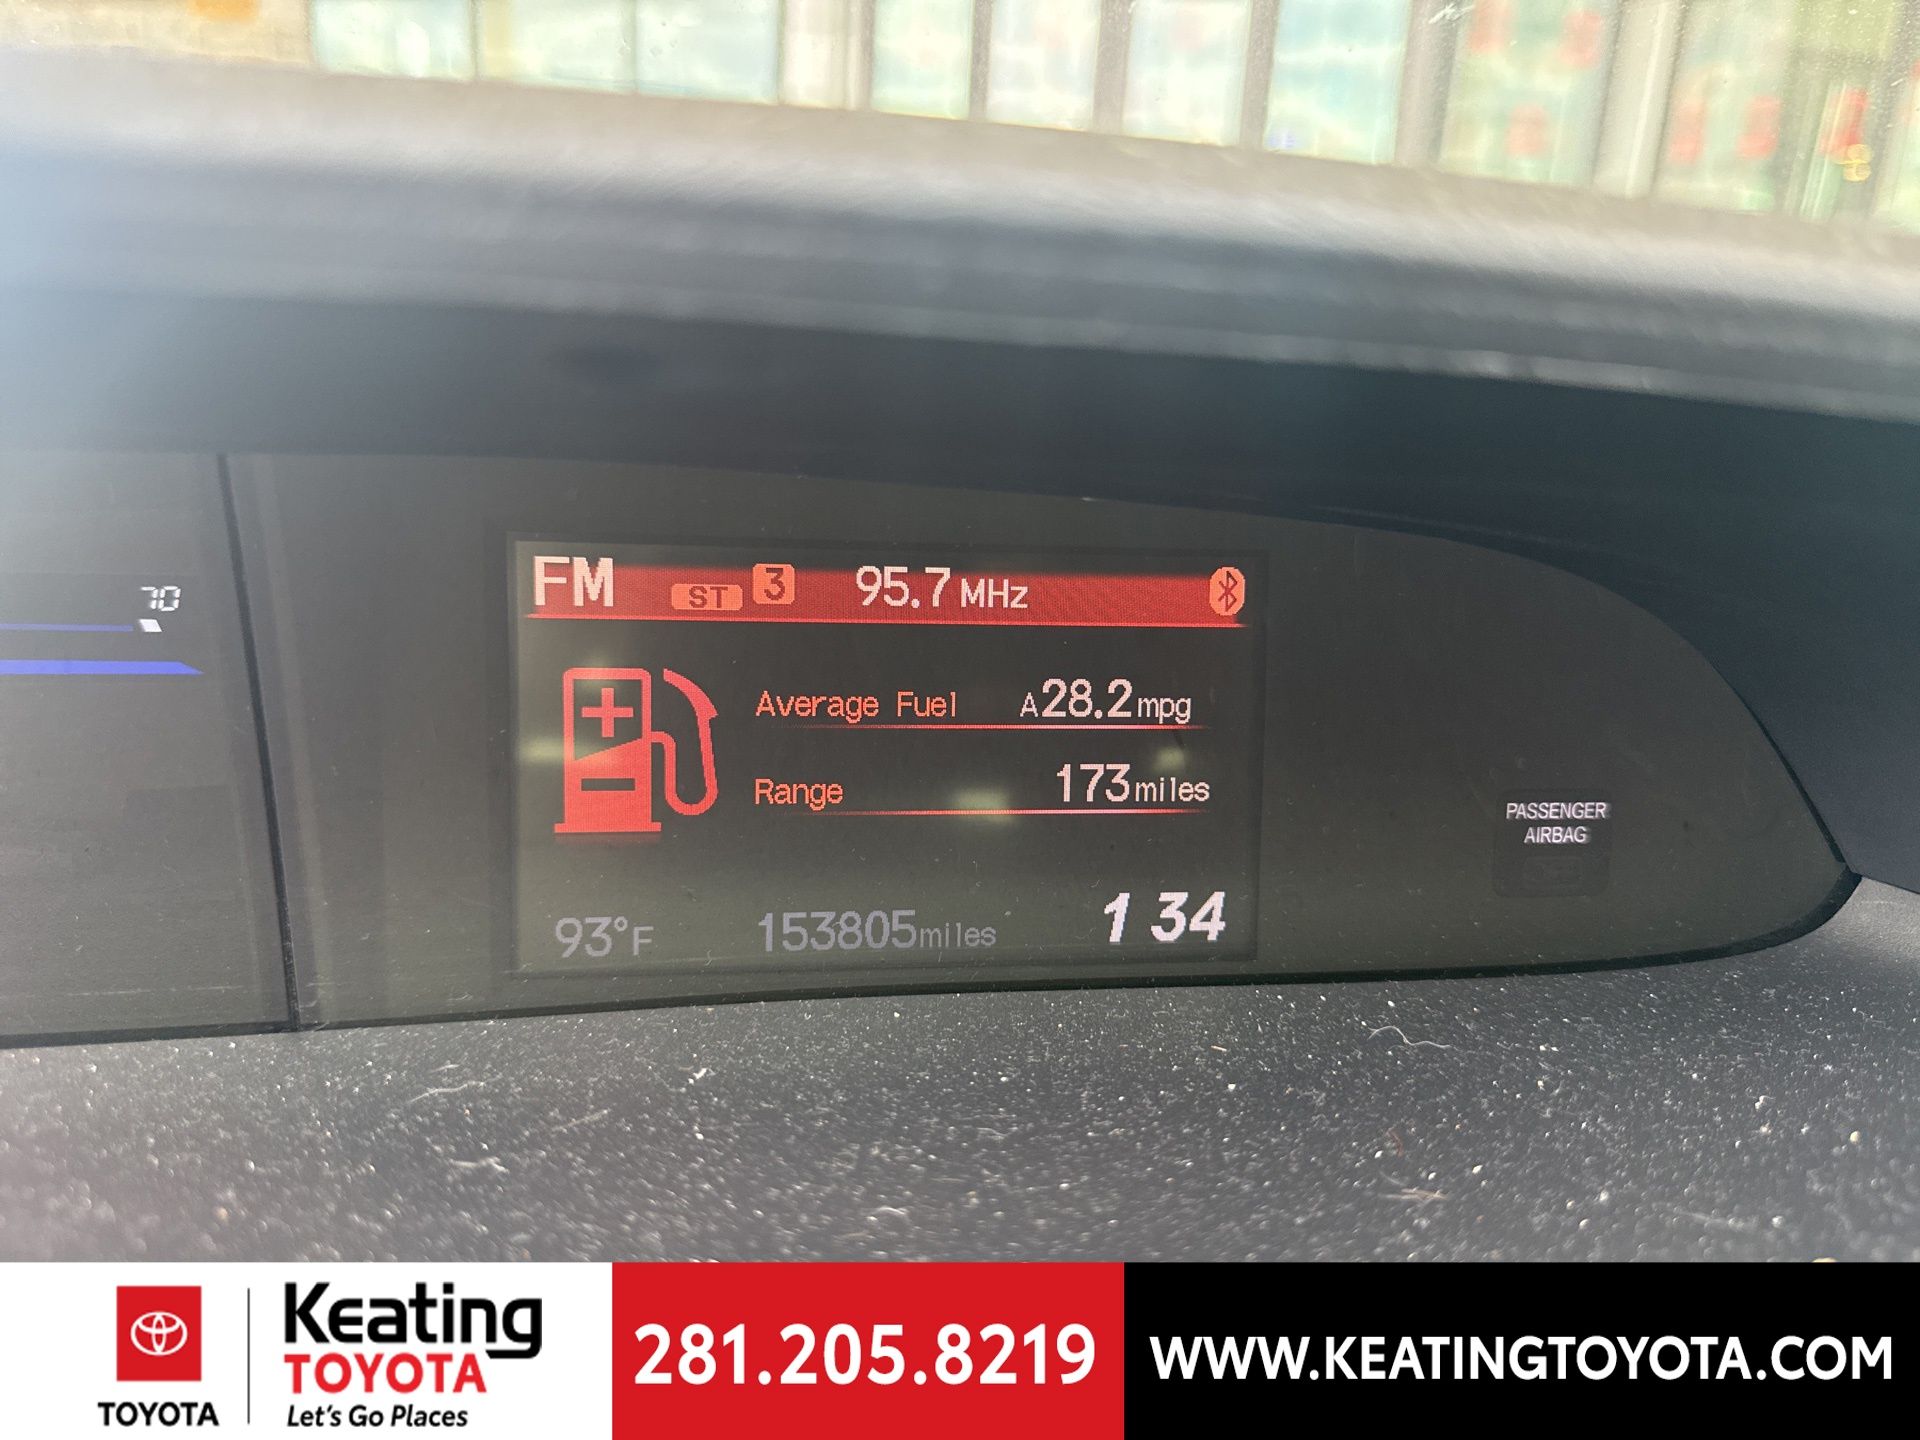 70
FM ST 3 95.7 MHz
Average Fuel A28.2mpg
Range 173miles
PASSENGER
AIRBAG
93°F 153805miles 1 34
Keating
TOYOTA
TOYOTA
Let's Go Places
281.205.8219
WWW.KEATINGTOYOTA.COM